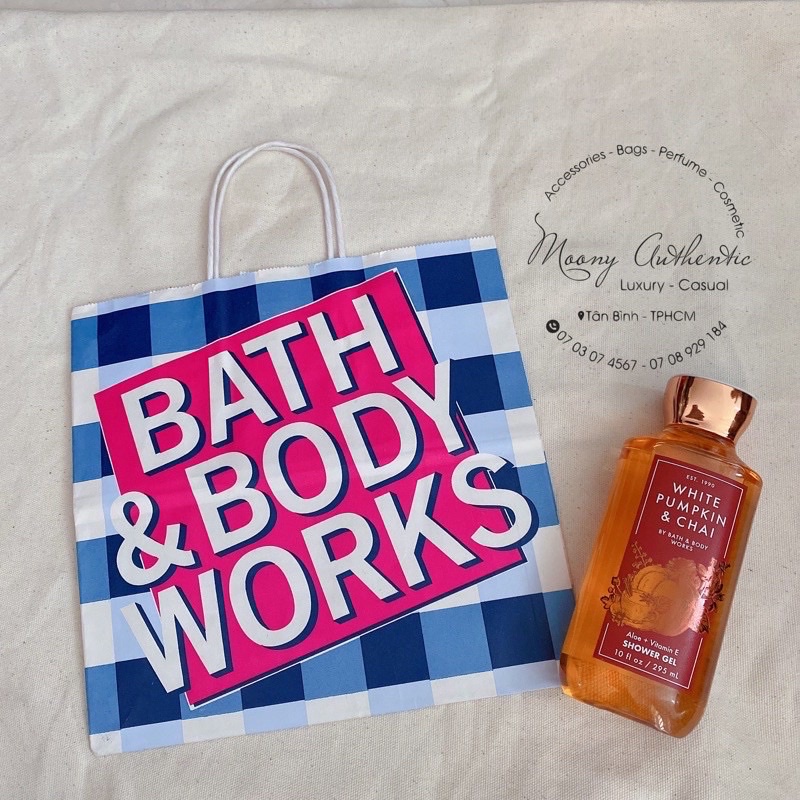 Accessories - Bags - Perfume - Cosmetic
Moony Authentic
Luxury - Casual
Tân Bình - TPHCM
07 03 07 4567 - 07 08 929 184
BATH
& BODY
WORKS
EST. 1990
WHITE
PUMPKIN
& CHAI
BY BATH & BODY
WORKS
Aloe + Vitamin E
SHOWER GEL
10 fl oz / 295 mL